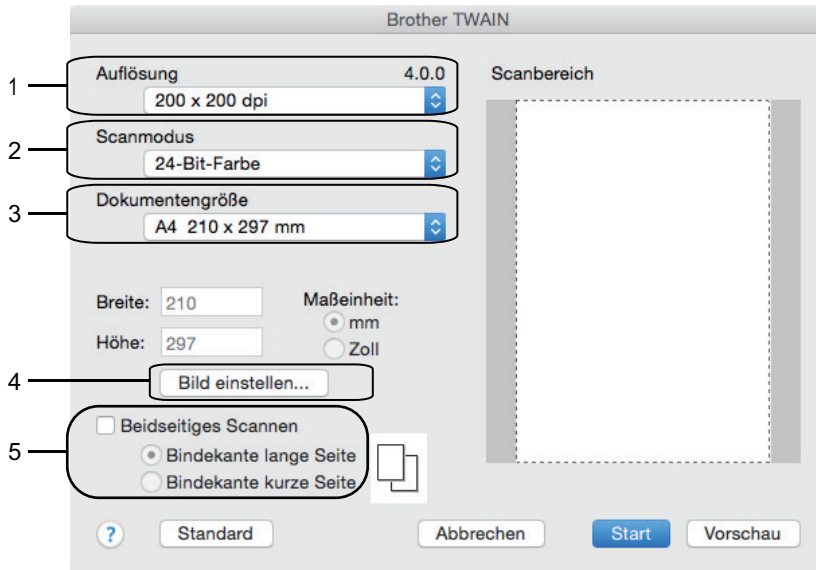 Brother TWAIN
1
Auflösung 4.0.0
200 x 200 dpi
2
Scanmodus
24-Bit-Farbe
3
Dokumentengröße
A4 210 x 297 mm
Breite: 210
Höhe: 297
Maßeinheit:
mm
Zoll
4
Bild einstellen...
5
Beidseitiges Scannen
Bindekante lange Seite
Bindekante kurze Seite
Scanbereich
?
Standard
Abbrechen
Start
Vorschau